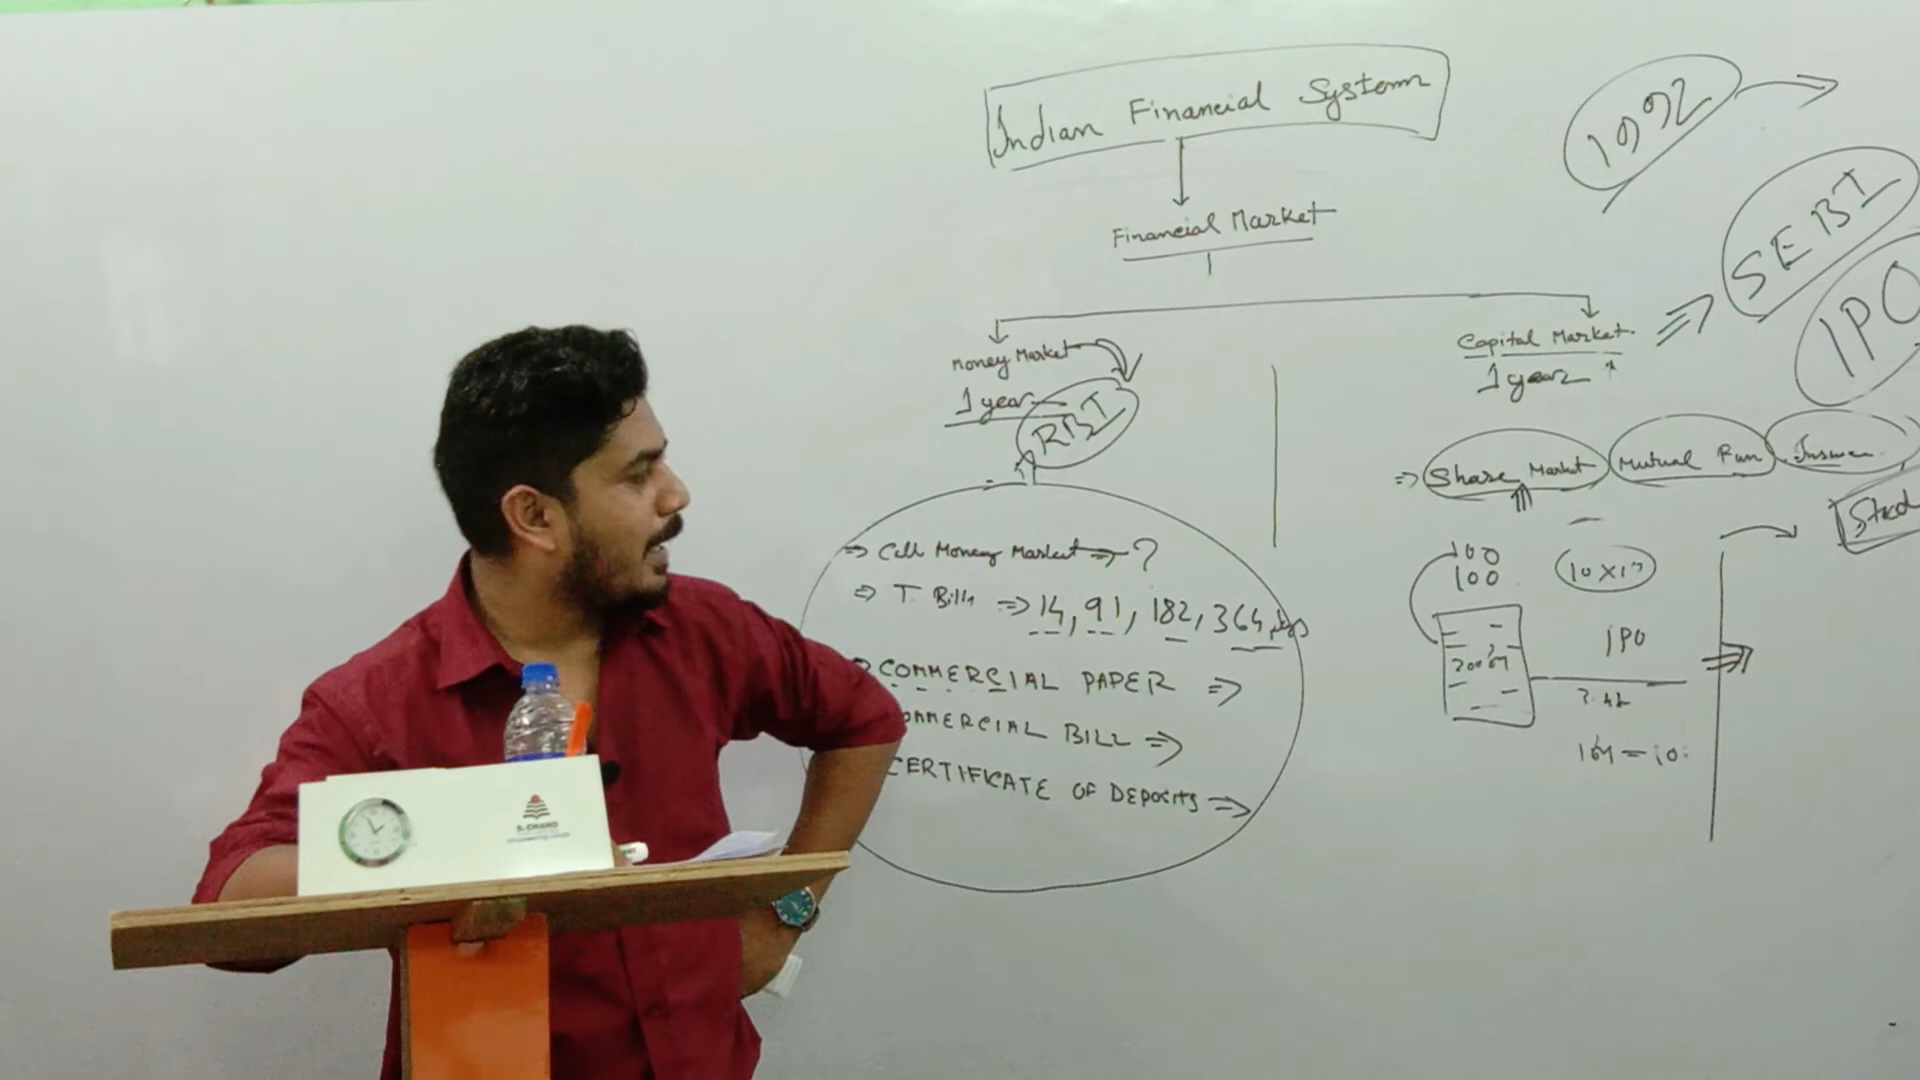 Indian Financial System
1992
SEBI
IPO
Financial Market
Money Market
1 year
RBI
Capital Market
1 year
⇒ Share Market
Mutual Fun
⇒ Call Money Market ⇒ ?
⇒ T. Bills ⇒ 14, 91, 182, 364 days
COMMERCIAL PAPER ⇒
OMMERCIAL BILL ⇒
CERTIFICATE OF DEPOSITS ⇒
100
100
IPO
S. CHAND